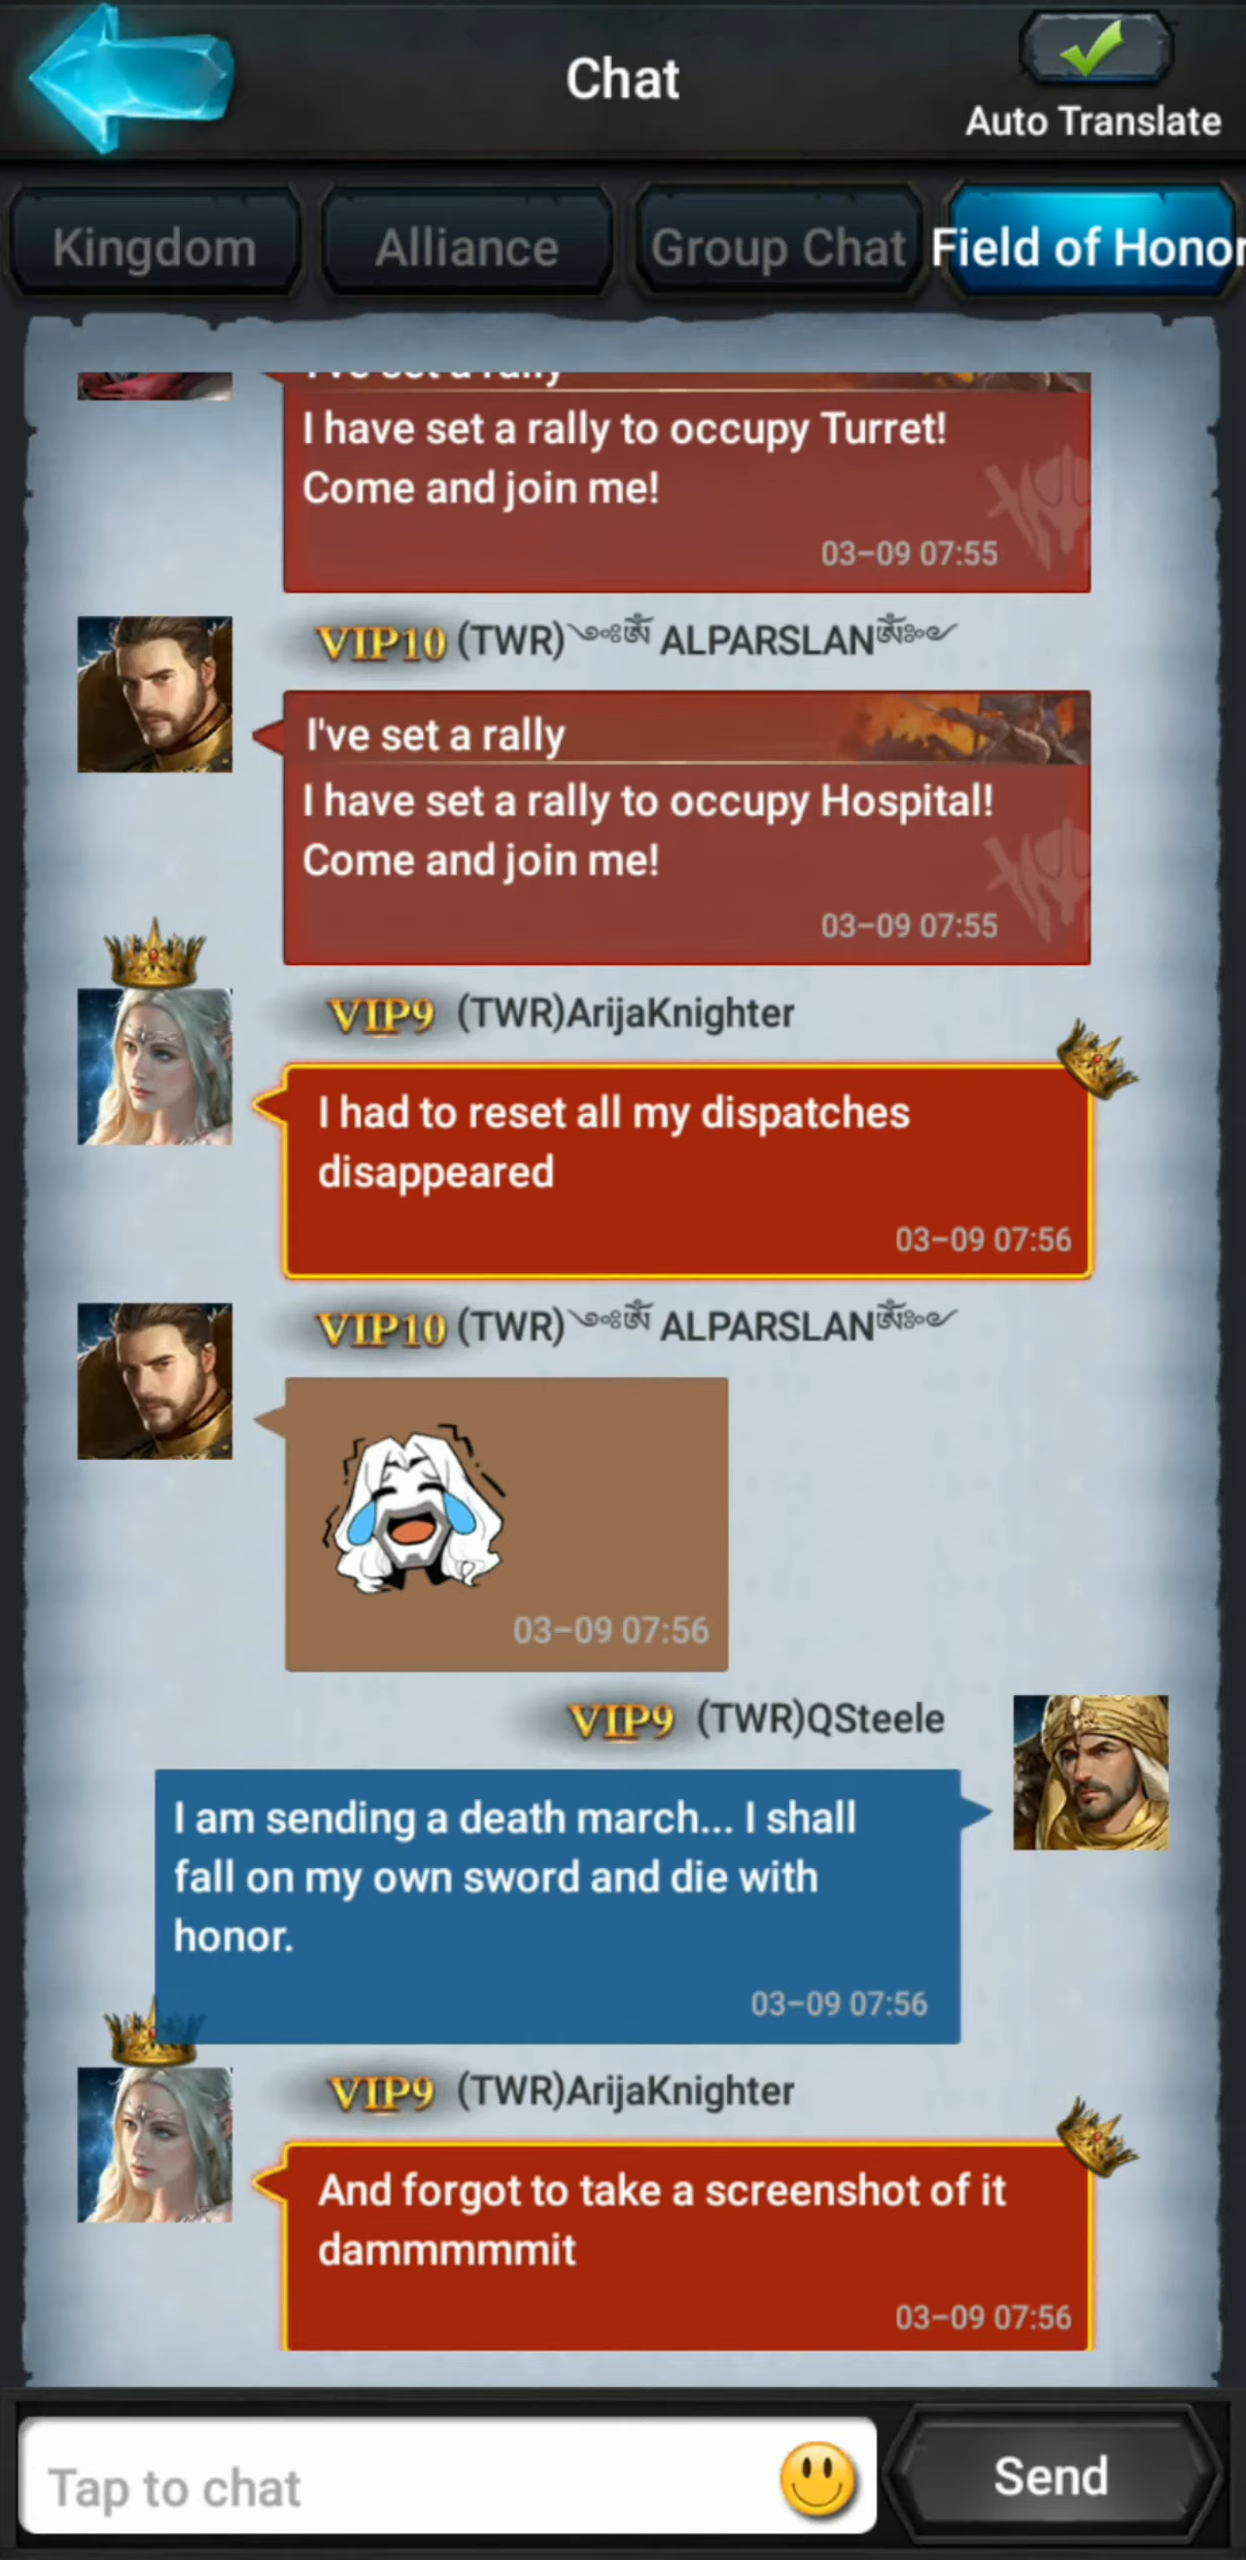 Chat
Auto Translate
Kingdom
Alliance
Group Chat
Field of Honor
I've set a rally
I have set a rally to occupy Turret!
Come and join me!
03-09 07:55
VIP10 (TWR)༺ༀ ALPARSLANༀ༻
I've set a rally
I have set a rally to occupy Hospital!
Come and join me!
03-09 07:55
VIP9 (TWR)ArijaKnighter
I had to reset all my dispatches
disappeared
03-09 07:56
VIP10 (TWR)༺ༀ ALPARSLANༀ༻
03-09 07:56
VIP9 (TWR)QSteele
I am sending a death march... I shall
fall on my own sword and die with
honor.
03-09 07:56
VIP9 (TWR)ArijaKnighter
And forgot to take a screenshot of it
dammmmmit
03-09 07:56
Tap to chat
Send